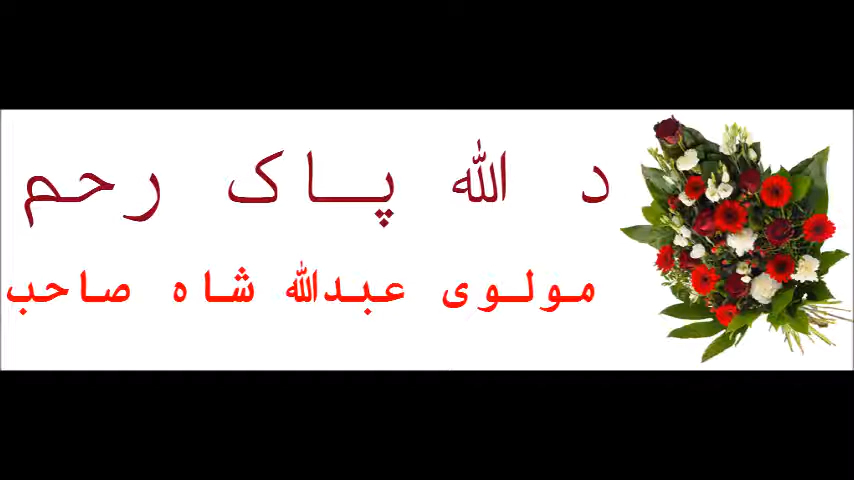 د الله پاک رحم
مولوی عبدالله شاه صاحب